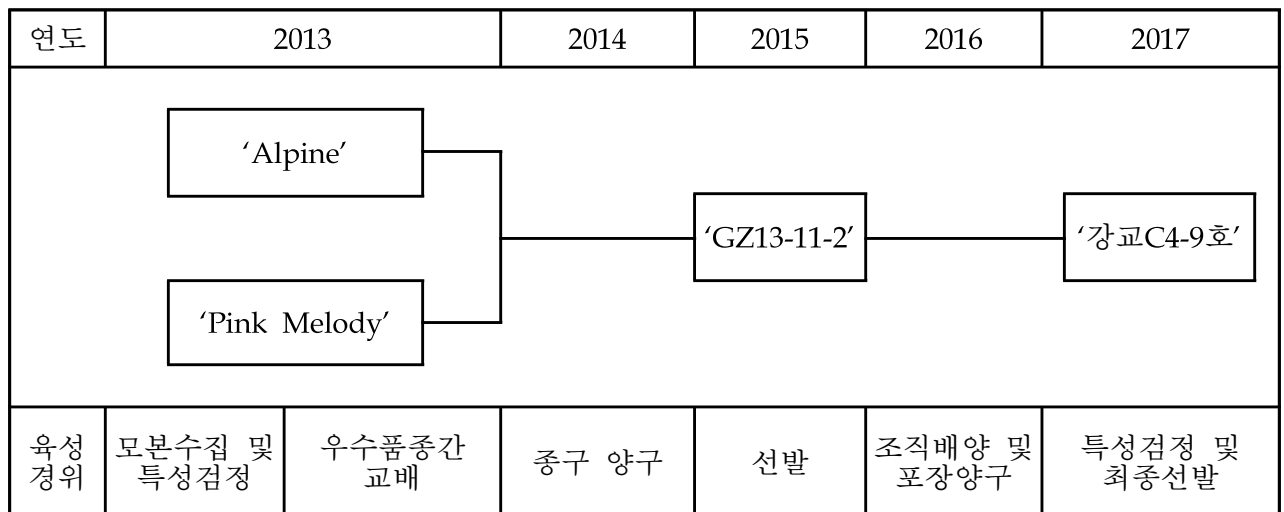 연도 2013 2014 2015 2016 2017
‘Alpine’
‘GZ13-11-2’ ‘강교C4-9호’
‘Pink Melody’
육성 모본수집 및 우수품종간 종구 양구 선발 조직배양 및 특성검정 및
경위 특성검정 교배 포장양구 최종선발